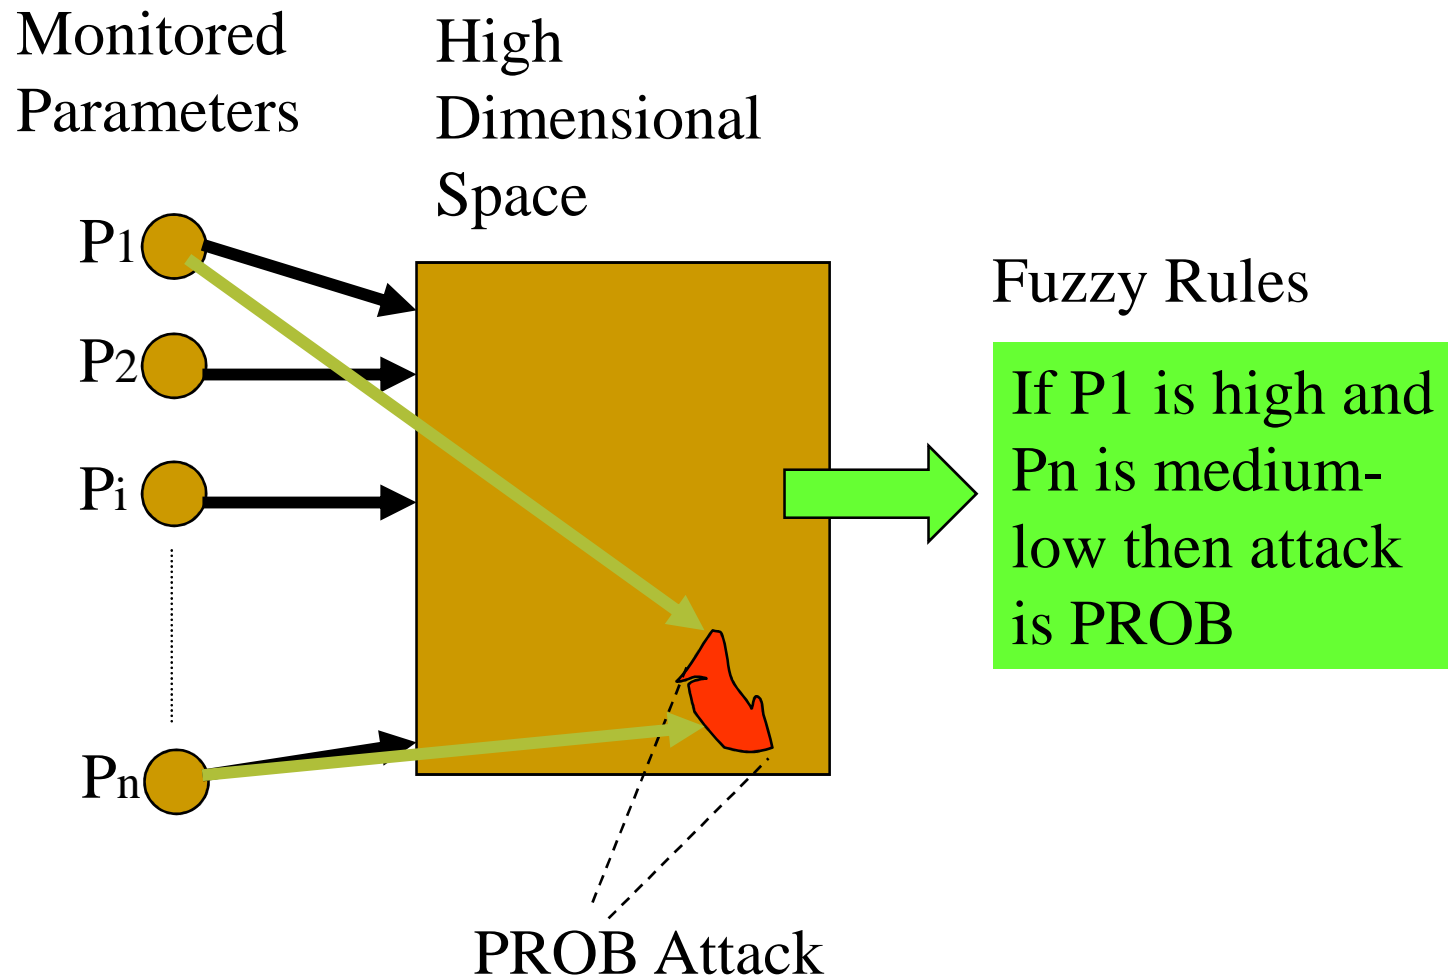 Monitored
Parameters
High
Dimensional
Space
P1
P2
Pi
Pn
Fuzzy Rules
If P1 is high and
Pn is medium-
low then attack
is PROB
PROB Attack